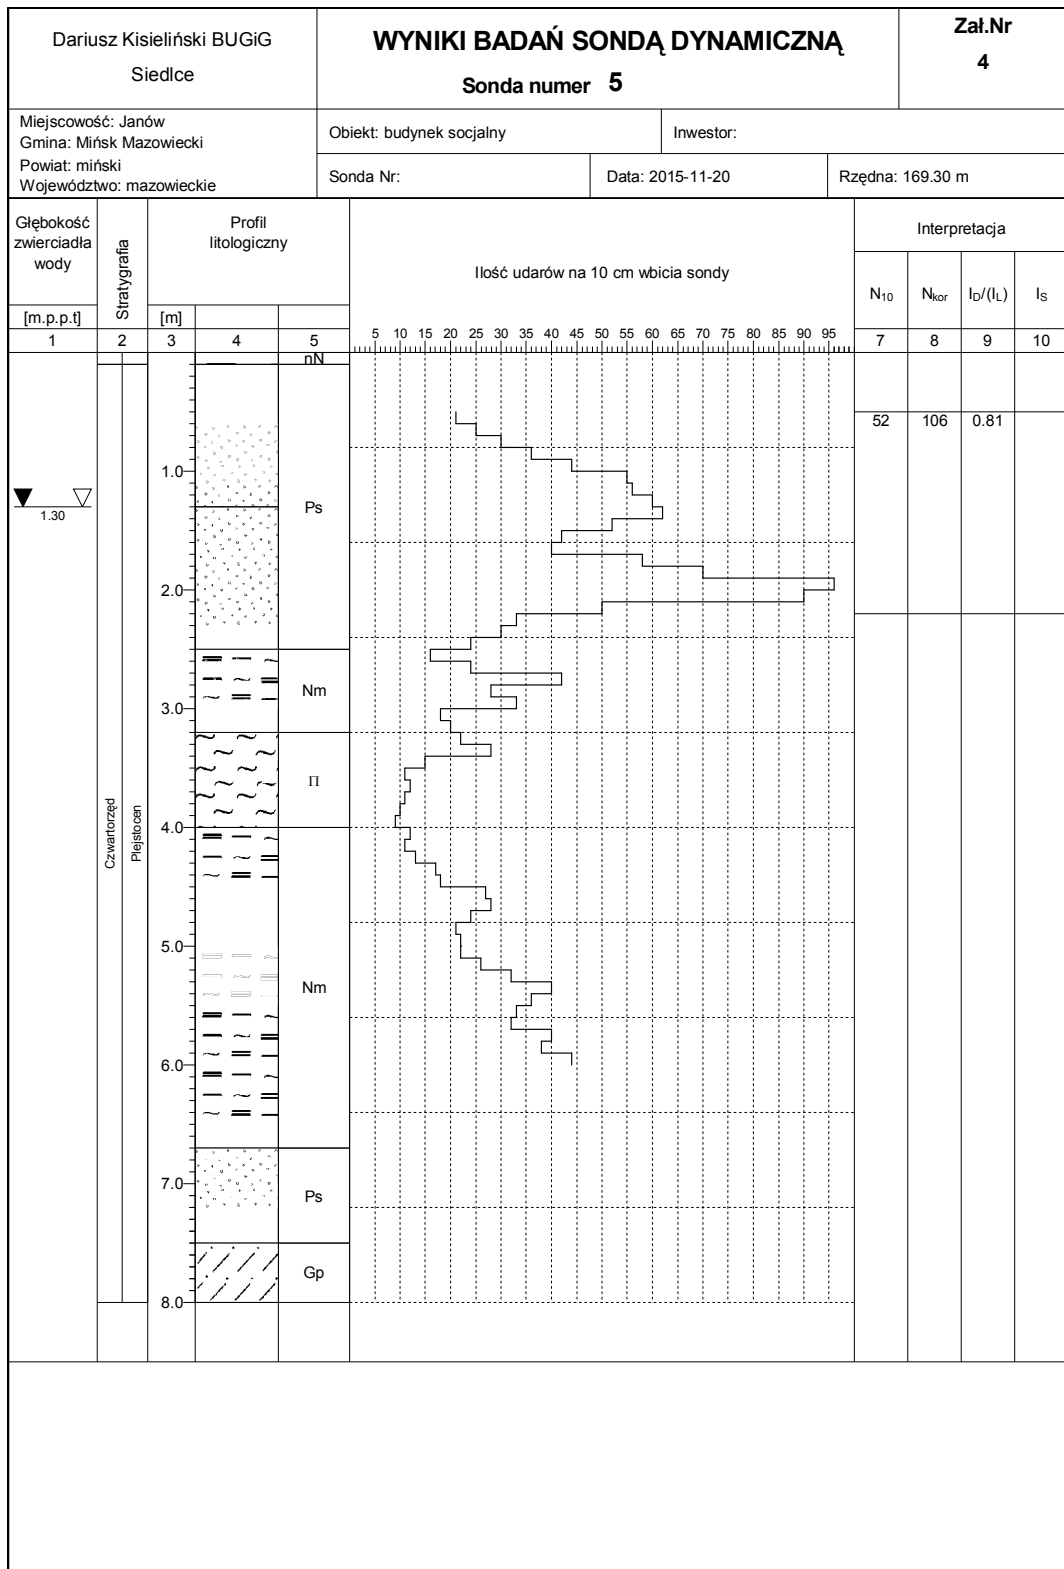 Dariusz Kisieliński BUGiG
Siedlce
WYNIKI BADAŃ SONDĄ DYNAMICZNĄ
Sonda numer 5
Zał.Nr
4
Miejscowość: Janów
Gmina: Mińsk Mazowiecki
Powiat: miński
Województwo: mazowieckie
Obiekt: budynek socjalny
Inwestor:
Sonda Nr:
Data: 2015-11-20
Rzędna: 169.30 m
Głębokość
zwierciadła
wody
[m.p.p.t]
Stratygrafia
Profil
litologiczny
[m]
Ilość udarów na 10 cm wbicia sondy
Interpretacja
N10 Nkor ID/(IL) IS
5 10 15 20 25 30 35 40 45 50 55 60 65 70 75 80 85 90 95
1 2 3 4 5 7 8 9 10
nN
52 106 0.81
1.0
1.30
Ps
2.0
Nm
3.0
Π
Czwartorzęd
Plejstocen
4.0
5.0
Nm
6.0
7.0
Ps
Gp
8.0